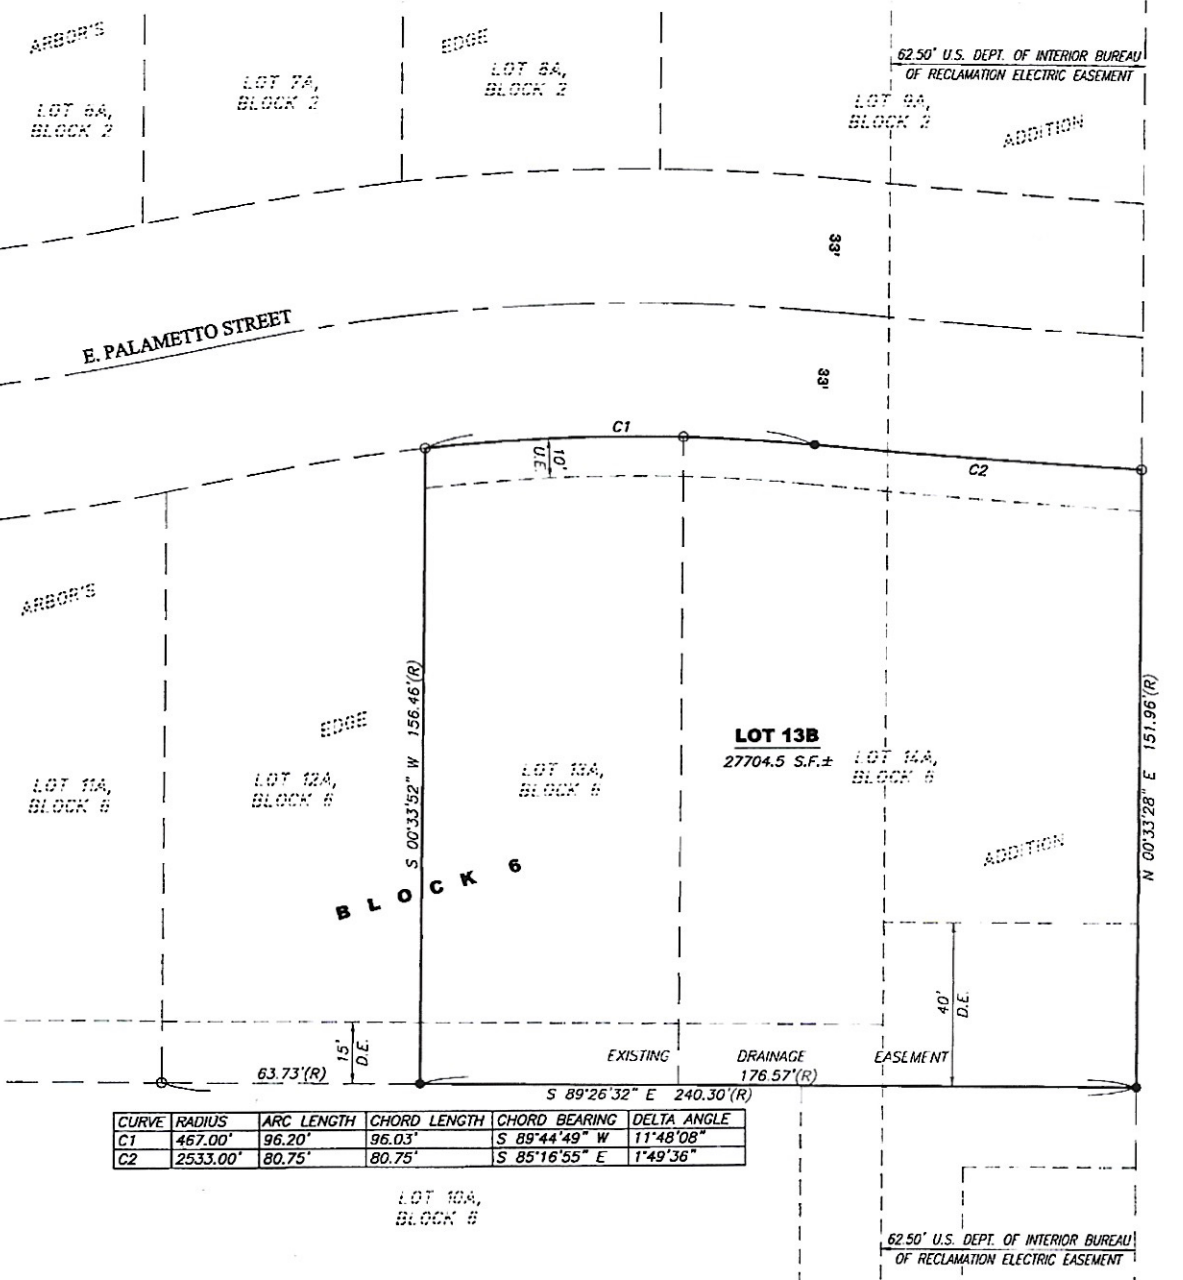 ARBOR'S
EDGE
62.50' U.S. DEPT. OF INTERIOR BUREAU
OF RECLAMATION ELECTRIC EASEMENT
LOT 6A,
BLOCK 2
LOT 7A,
BLOCK 2
LOT 8A,
BLOCK 2
LOT 9A,
BLOCK 2
ADDITION
33'
E. PALAMETTO STREET
33'
C1
10'
U.E.
C2
ARBOR'S
EDGE
S 00°33'52" W 156.46'(R)
LOT 13B
27704.5 S.F.±
N 00°33'28" E 151.96'(R)
LOT 11A,
BLOCK 6
LOT 12A,
BLOCK 6
LOT 13A,
BLOCK 6
LOT 14A,
BLOCK 6
ADDITION
BLOCK 6
40'
D.E.
15'
D.E.
EXISTING DRAINAGE EASEMENT
63.73'(R)
176.57'(R)
S 89°26'32" E 240.30'(R)
CURVE RADIUS ARC LENGTH CHORD LENGTH CHORD BEARING DELTA ANGLE
C1 467.00' 96.20' 96.03' S 89°44'49" W 11°48'08"
C2 2533.00' 80.75' 80.75' S 85°16'55" E 1°49'36"
LOT 10A,
BLOCK 6
62.50' U.S. DEPT. OF INTERIOR BUREAU
OF RECLAMATION ELECTRIC EASEMENT